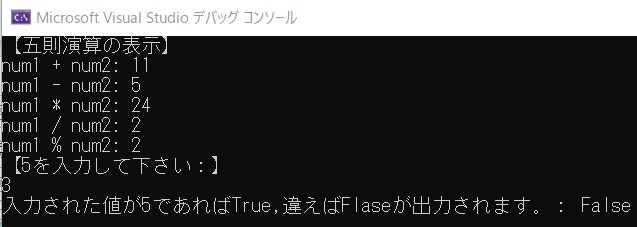 Microsoft Visual Studio デバッグ コンソール
【五則演算の表示】
num1 + num2: 11
num1 - num2: 5
num1 * num2: 24
num1 / num2: 2
num1 % num2: 2
【5を入力して下さい：】
3
入力された値が5であればTrue,違えばFlaseが出力されます。 : False